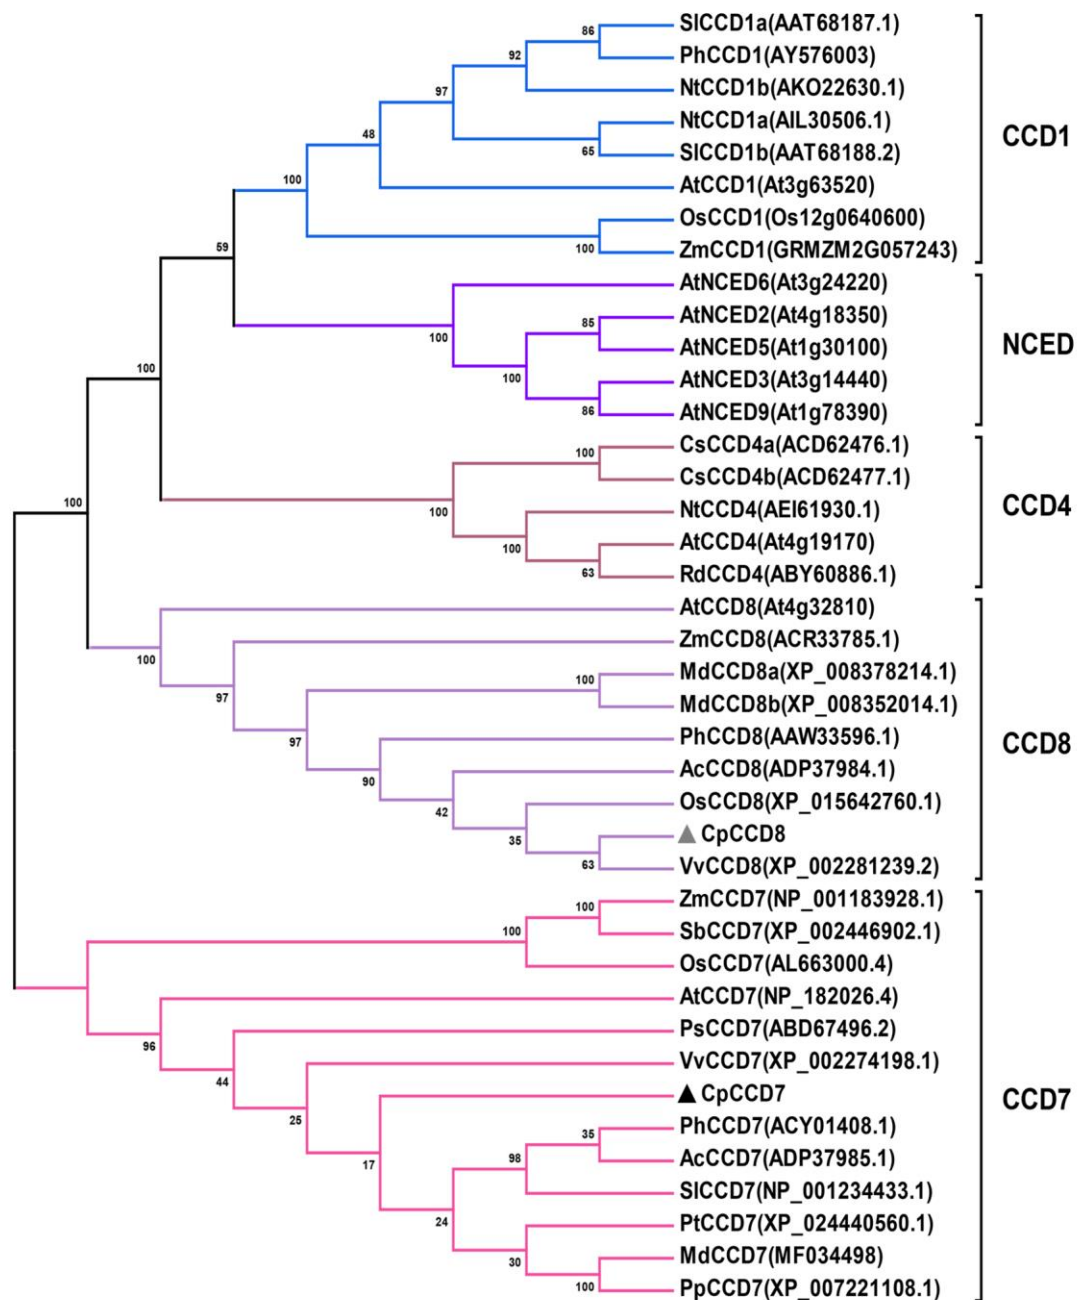 SlCCD1a(AAT68187.1)
86
PhCCD1(AY576003)
92
NtCCD1b(AKO22630.1)
97
NtCCD1a(AIL30506.1)
48
CCD1
65
SlCCD1b(AAT68188.2)
100
AtCCD1(At3g63520)
OsCCD1(Os12g0640600)
59
100
ZmCCD1(GRMZM2G057243)
AtNCED6(At3g24220)
AtNCED2(At4g18350)
85
100
AtNCED5(At1g30100)
NCED
100
AtNCED3(At3g14440)
100
86
AtNCED9(At1g78390)
CsCCD4a(ACD62476.1)
100
CsCCD4b(ACD62477.1)
100
100
NtCCD4(AEI61930.1)
CCD4
100
AtCCD4(At4g19170)
63
RdCCD4(ABY60886.1)
AtCCD8(At4g32810)
ZmCCD8(ACR33785.1)
100
MdCCD8a(XP_008378214.1)
100
97
MdCCD8b(XP_008352014.1)
97
PhCCD8(AAW33596.1)
CCD8
AcCCD8(ADP37984.1)
90
OsCCD8(XP_015642760.1)
42
CpCCD8
35
63
VvCCD8(XP_002281239.2)
ZmCCD7(NP_001183928.1)
100
SbCCD7(XP_002446902.1)
100
OsCCD7(AL663000.4)
AtCCD7(NP_182026.4)
PsCCD7(ABD67496.2)
96
VvCCD7(XP_002274198.1)
44
CpCCD7
CCD7
25
PhCCD7(ACY01408.1)
35
AcCCD7(ADP37985.1)
98
17
SlCCD7(NP_001234433.1)
24
PtCCD7(XP_024440560.1)
MdCCD7(MF034498)
30
100
PpCCD7(XP_007221108.1)